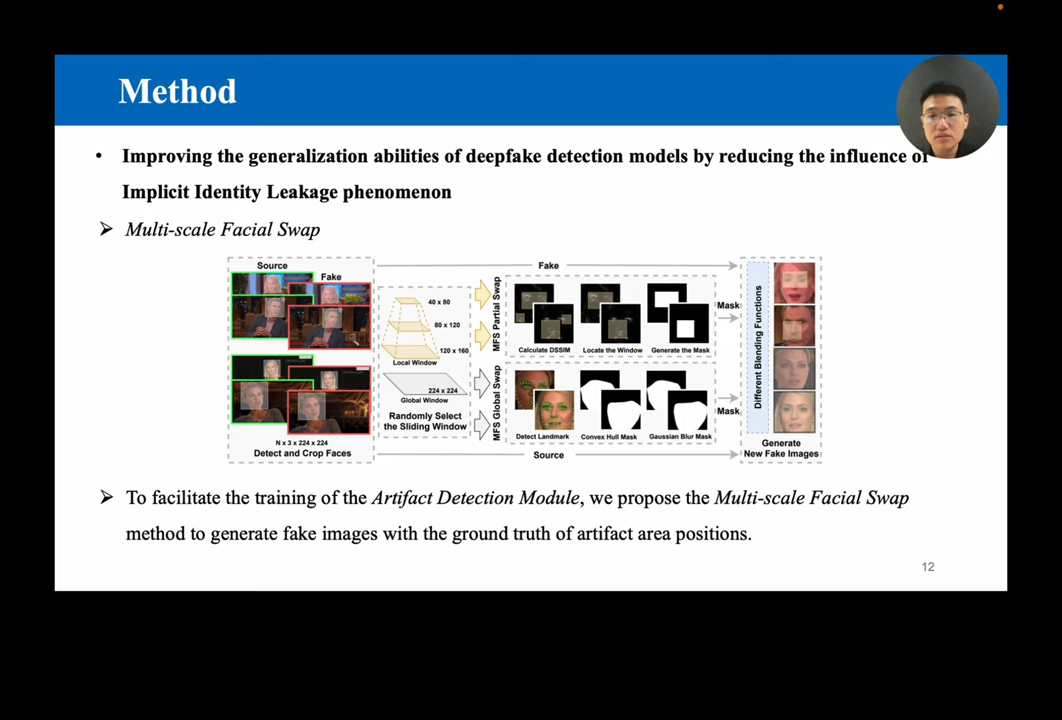 Method
• Improving the generalization abilities of deepfake detection models by reducing the influence of
Implicit Identity Leakage phenomenon
➢ Multi-scale Facial Swap
Source
Fake
N x 3 x 224 x 224
Detect and Crop Faces
40 x 80
80 x 120
120 x 160
Local Window
224 x 224
Global Window
Randomly Select
the Sliding Window
Fake
MFS Partial Swap
Calculate DSSIM
Locate the Window
Generate the Mask
Mask
MFS Global Swap
Detect Landmark
Convex Hull Mask
Gaussian Blur Mask
Mask
Source
Different Blending Functions
Generate
New Fake Images
➢ To facilitate the training of the Artifact Detection Module, we propose the Multi-scale Facial Swap
method to generate fake images with the ground truth of artifact area positions.
12